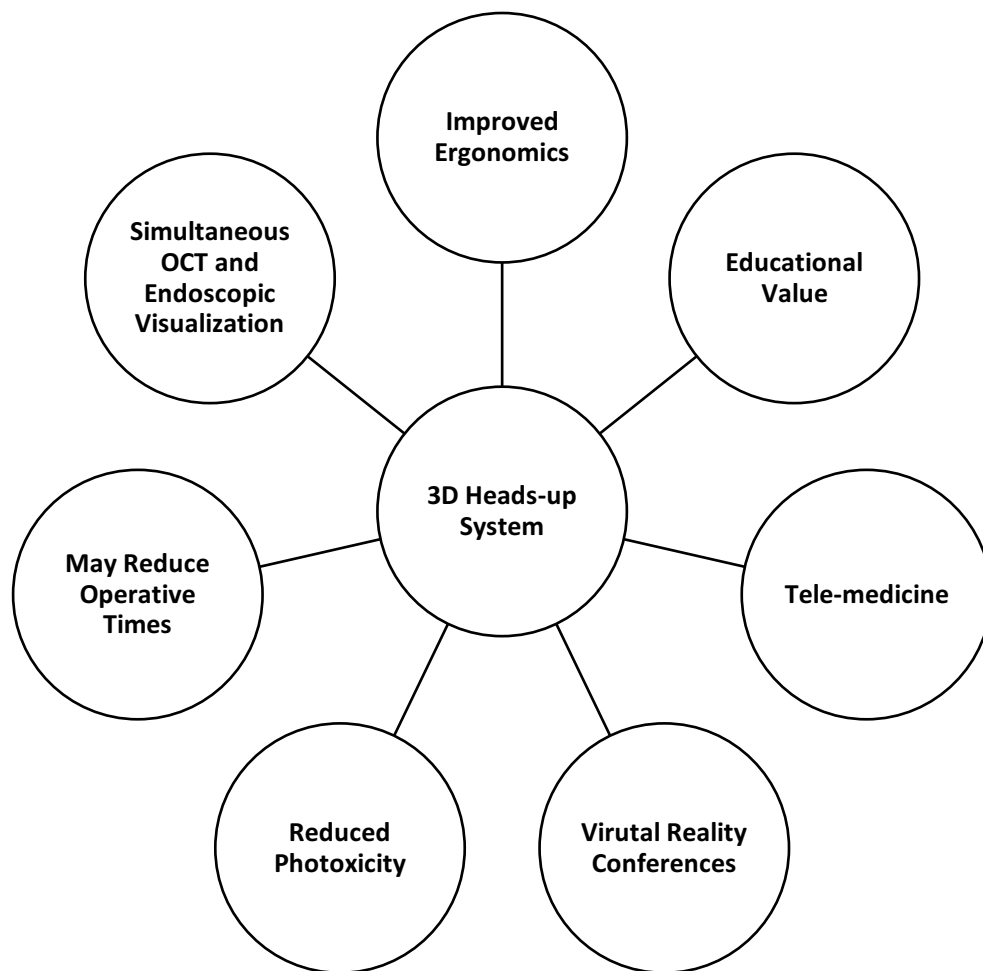 Improved
Ergonomics
Simultaneous
OCT and
Endoscopic
Visualization
Educational
Value
3D Heads-up
System
May Reduce
Operative
Times
Tele-medicine
Reduced
Photoxicity
Virutal Reality
Conferences